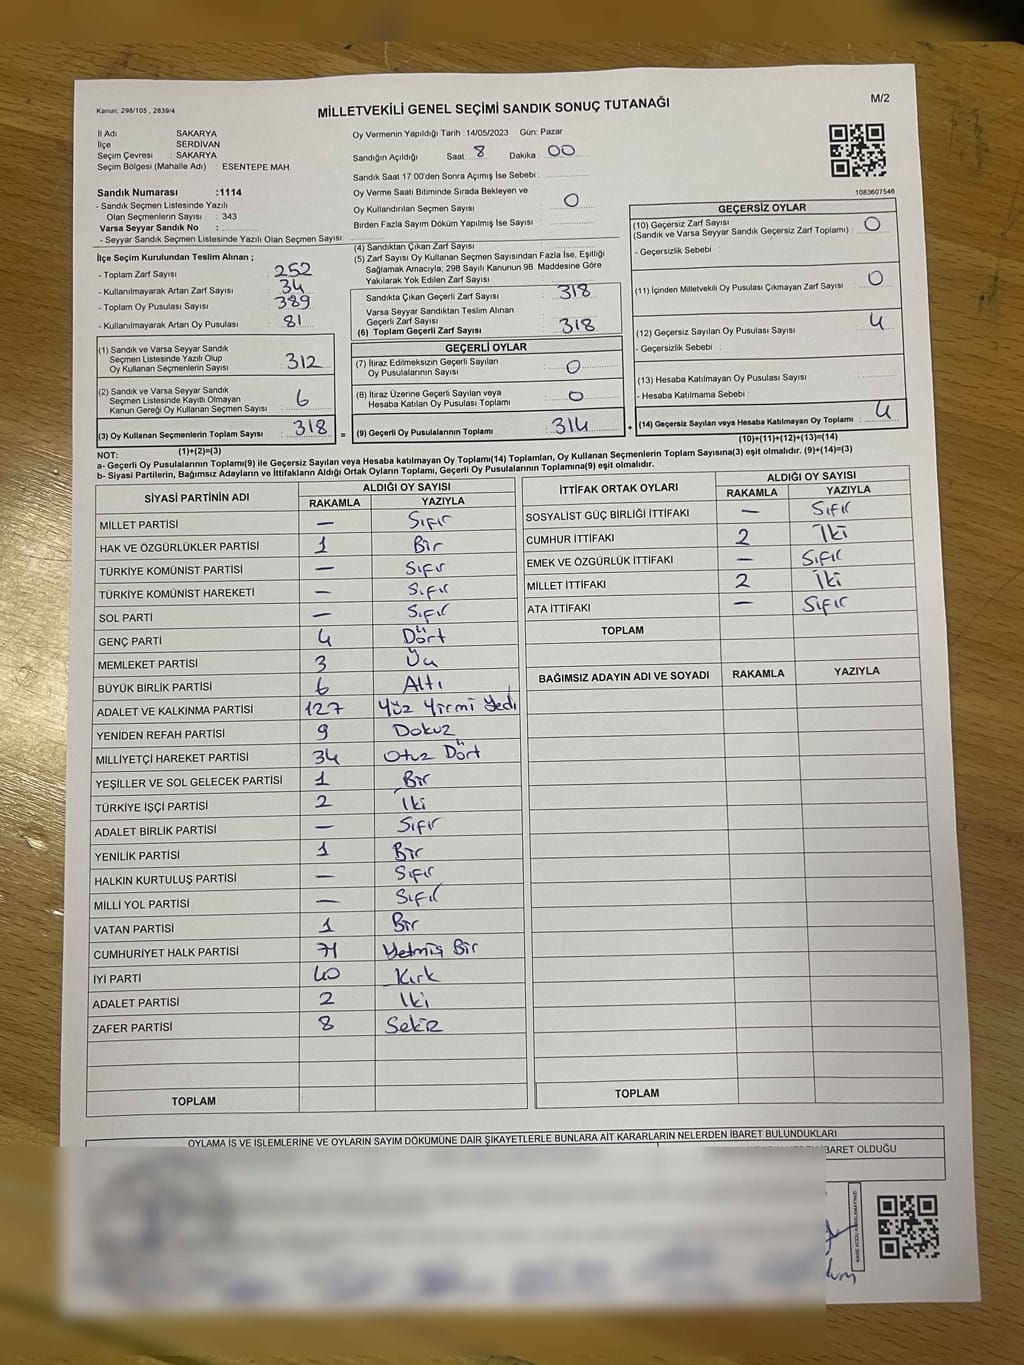 Kanun; 298/105 , 2839/4
MİLLETVEKİLİ GENEL SEÇİMİ SANDIK SONUÇ TUTANAĞI
M/2
İl Adı SAKARYA
İlçe SERDİVAN
Seçim Çevresi : SAKARYA
Seçim Bölgesi (Mahalle Adı) : ESENTEPE MAH.
Sandık Numarası :1114
- Sandık Seçmen Listesinde Yazılı
Olan Seçmenlerin Sayısı : 343
Varsa Seyyar Sandık No :
- Seyyar Sandık Seçmen Listesinde Yazılı Olan Seçmen Sayısı:
İlçe Seçim Kurulundan Teslim Alınan ;
- Toplam Zarf Sayısı : 252
- Kullanılmayarak Artan Zarf Sayısı : 34
- Toplam Oy Pusulası Sayısı : 389
- Kullanılmayarak Artan Oy Pusulası : 81
(1) Sandık ve Varsa Seyyar Sandık
Seçmen Listesinde Yazılı Olup
Oy Kullanan Seçmenlerin Sayısı : 312
(2) Sandık ve Varsa Seyyar Sandık
Seçmen Listesinde Kayıtlı Olmayan
Kanun Gereği Oy Kullanan Seçmen Sayısı : 6
(3) Oy Kullanan Seçmenlerin Toplam Sayısı : 318
(1)+(2)=(3)
Oy Vermenin Yapıldığı Tarih :14/05/2023 Gün: Pazar
Sandığın Açıldığı Saat: 8 Dakika : 00
Sandık Saat 17:00'den Sonra Açımış İse Sebebi :
Oy Verme Saati Bitiminde Sırada Bekleyen ve
Oy Kullandırılan Seçmen Sayısı : 0
Birden Fazla Sayım Döküm Yapılmış İse Sayısı :
(4) Sandıktan Çıkan Zarf Sayısı :
(5) Zarf Sayısı Oy Kullanan Seçmen Sayısından Fazla İse, Eşitliği
Sağlamak Amacıyla; 298 Sayılı Kanunun 98. Maddesine Göre
Yakılarak Yok Edilen Zarf Sayısı :
Sandıkta Çıkan Geçerli Zarf Sayısı : 318
Varsa Seyyar Sandıktan Teslim Alınan
Geçerli Zarf Sayısı :
(6) Toplam Geçerli Zarf Sayısı : 318
GEÇERLİ OYLAR
(7) İtiraz Edilmeksizin Geçerli Sayılan
Oy Pusulalarının Sayısı : 0
(8) İtiraz Üzerine Geçerli Sayılan veya
Hesaba Katılan Oy Pusulası Toplamı : 0
= (9) Geçerli Oy Pusulalarının Toplamı : 314 +
1083607546
GEÇERSİZ OYLAR
(10) Geçersiz Zarf Sayısı
(Sandık ve Varsa Seyyar Sandık Geçersiz Zarf Toplamı) : 0
- Geçersizlik Sebebi :
(11) İçinden Milletvekili Oy Pusulası Çıkmayan Zarf Sayısı : 0
(12) Geçersiz Sayılan Oy Pusulası Sayısı : 4
- Geçersizlik Sebebi :
(13) Hesaba Katılmayan Oy Pusulası Sayısı :
- Hesaba Katılmama Sebebi :
(14) Geçersiz Sayılan veya Hesaba Katılmayan Oy Toplamı : 4
(10)+(11)+(12)+(13)=(14)
NOT:
a- Geçerli Oy Pusulalarının Toplamı(9) ile Geçersiz Sayılan veya Hesaba katılmayan Oy Toplamı(14) Toplamları, Oy Kullanan Seçmenlerin Toplam Sayısına(3) eşit olmalıdır. (9)+(14)=(3)
b- Siyasi Partilerin, Bağımsız Adayların ve İttifakların Aldığı Ortak Oyların Toplamı, Geçerli Oy Pusulalarının Toplamına(9) eşit olmalıdır.
SİYASİ PARTİNİN ADI ALDIĞI OY SAYISI
RAKAMLA YAZIYLA
MİLLET PARTİSİ — Sıfır
HAK VE ÖZGÜRLÜKLER PARTİSİ 1 Bir
TÜRKİYE KOMÜNİST PARTİSİ — Sıfır
TÜRKİYE KOMÜNİST HAREKETİ — Sıfır
SOL PARTİ — Sıfır
GENÇ PARTİ 4 Dört
MEMLEKET PARTİSİ 3 Üç
BÜYÜK BİRLİK PARTİSİ 6 Altı
ADALET VE KALKINMA PARTİSİ 127 Yüz Yirmi Yedi
YENİDEN REFAH PARTİSİ 9 Dokuz
MİLLİYETÇİ HAREKET PARTİSİ 34 Otuz Dört
YEŞİLLER VE SOL GELECEK PARTİSİ 1 Bir
TÜRKİYE İŞÇİ PARTİSİ 2 İki
ADALET BİRLİK PARTİSİ — Sıfır
YENİLİK PARTİSİ 1 Bir
HALKIN KURTULUŞ PARTİSİ — Sıfır
MİLLİ YOL PARTİSİ — Sıfır
VATAN PARTİSİ 1 Bir
CUMHURİYET HALK PARTİSİ 71 Yetmiş Bir
İYİ PARTİ 40 Kırk
ADALET PARTİSİ 2 İki
ZAFER PARTİSİ 8 Sekiz
TOPLAM
İTTİFAK ORTAK OYLARI ALDIĞI OY SAYISI
RAKAMLA YAZIYLA
SOSYALİST GÜÇ BİRLİĞİ İTTİFAKI — Sıfır
CUMHUR İTTİFAKI 2 İki
EMEK VE ÖZGÜRLÜK İTTİFAKI — Sıfır
MİLLET İTTİFAKI 2 İki
ATA İTTİFAKI — Sıfır
TOPLAM
BAĞIMSIZ ADAYIN ADI VE SOYADI RAKAMLA YAZIYLA
TOPLAM
OYLAMA İŞ VE İŞLEMLERİNE VE OYLARIN SAYIM DÖKÜMÜNE DAİR ŞİKAYETLERLE BUNLARA AİT KARARLARIN NELERDEN İBARET BULUNDUKLARI
BARET OLDUĞU